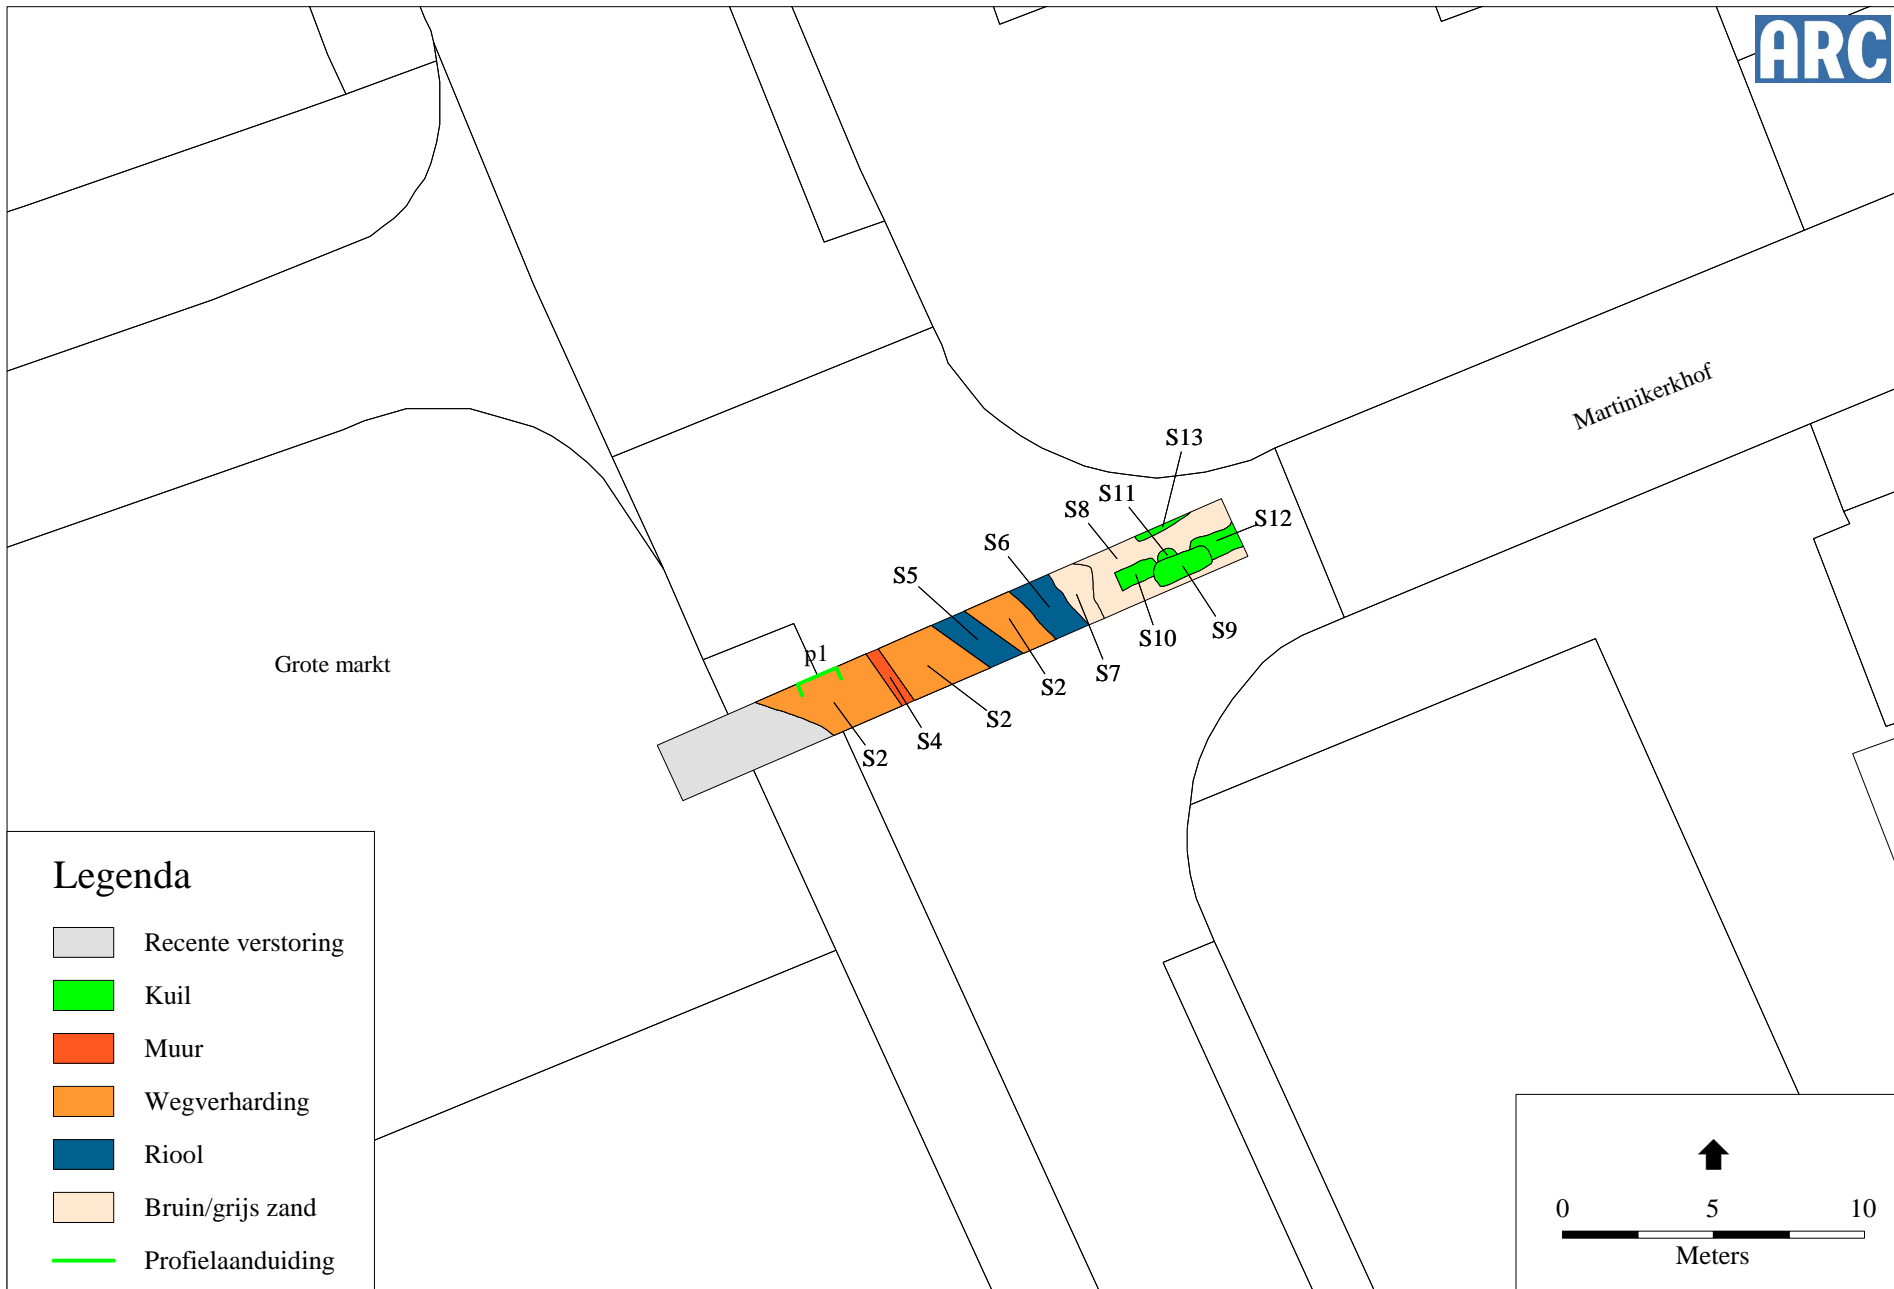 ARC
Martinikerkhof
S13
S11
S8
S12
S6
S5
S9
S10
S7
p1
Grote markt
S2
S2
S4
S2
Legenda
Recente verstoring
Kuil
Muur
Wegverharding
Riool
Bruin/grijs zand
Profielaanduiding
0 5 10
Meters